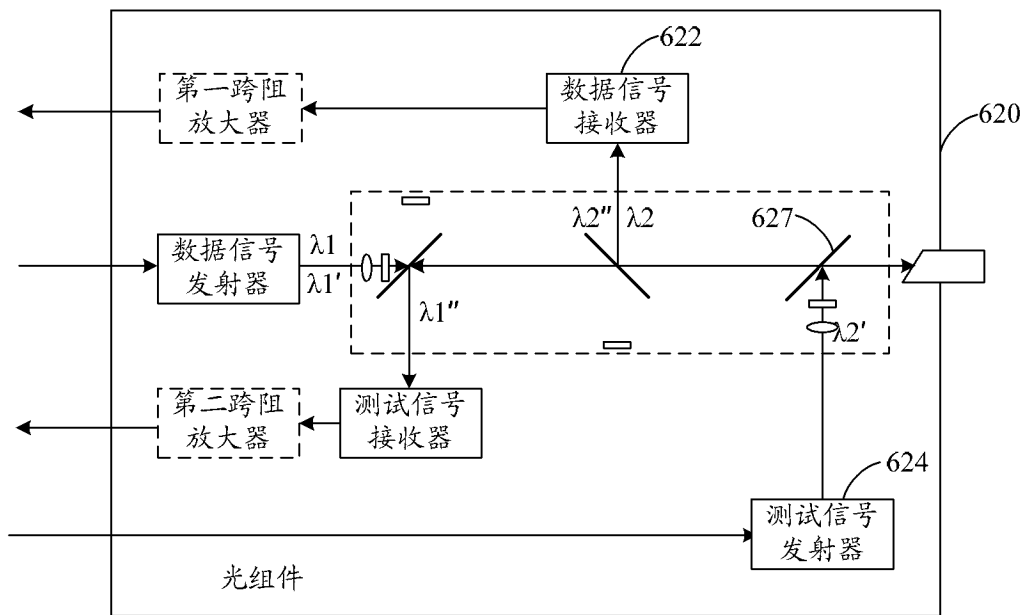 622
第一跨阻
放大器
数据信号
接收器
620
λ2″ λ2
627
数据信号
发射器
λ1
λ1′
λ1″
λ2′
第二跨阻
放大器
测试信号
接收器
624
测试信号
发射器
光组件